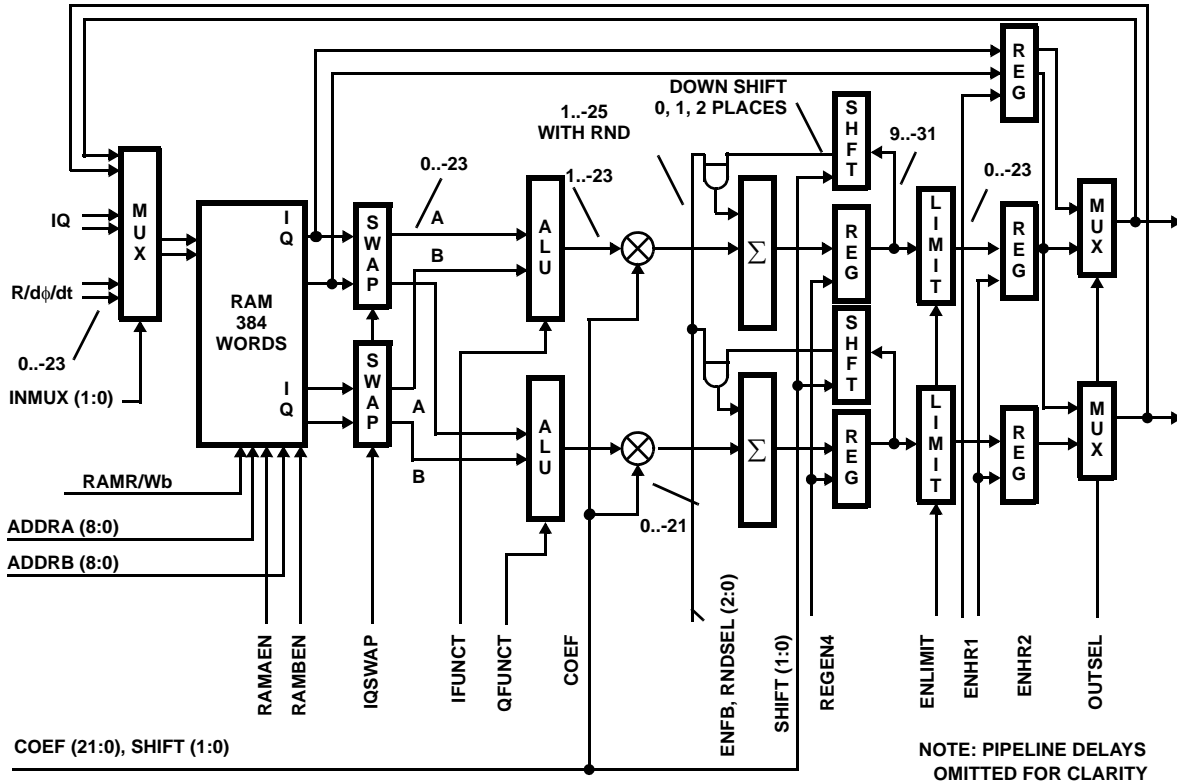 R
E
G
DOWN SHIFT
0, 1, 2 PLACES
1..-25
WITH RND
S
H
F
T
9..-31
0..-23
0..-23
1..-23
IQ
R/dϕ/dt
0..-23
INMUX (1:0)
M
U
X
I
Q
RAM
384
WORDS
I
Q
S
W
A
P
S
W
A
P
A
B
A
B
A
L
U
A
L
U
Σ
Σ
R
E
G
S
H
F
T
R
E
G
L
I
M
I
T
L
I
M
I
T
R
E
G
R
E
G
M
U
X
M
U
X
0..-21
RAMR/Wb
ADDRA (8:0)
ADDRB (8:0)
RAMAEN
RAMBEN
IQSWAP
IFUNCT
QFUNCT
COEF
ENFB, RNDSEL (2:0)
SHIFT (1:0)
REGEN4
ENLIMIT
ENHR1
ENHR2
OUTSEL
COEF (21:0), SHIFT (1:0)
NOTE: PIPELINE DELAYS
OMITTED FOR CLARITY